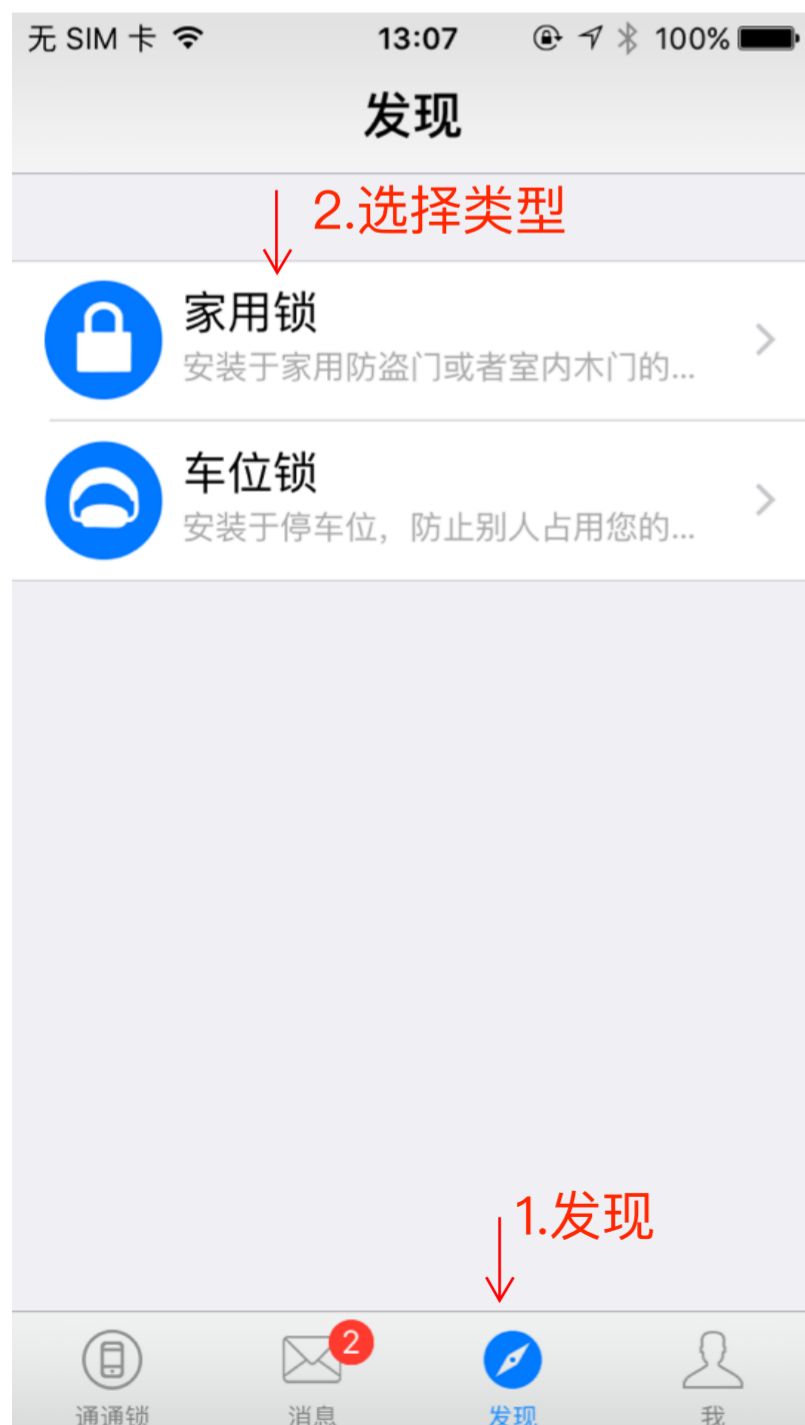 无 SIM 卡 13:07 100%
发现
2.选择类型
家用锁
安装于家用防盗门或者室内木门的...
车位锁
安装于停车位，防止别人占用您的...
1.发现
2
通通锁 消息 发现 我